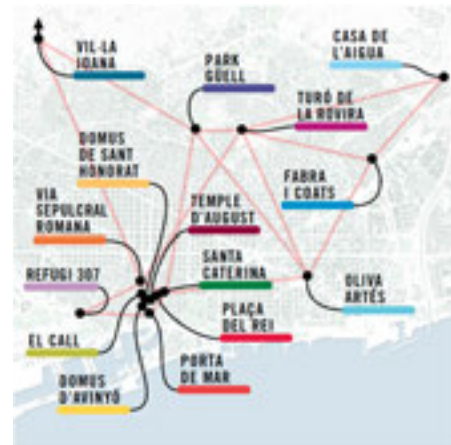 VIL·LA
JOANA
CASA DE
L'AIGUA
PARK
GÜELL
TURÓ DE
LA ROVIRA
DOMUS
DE SANT
HONORAT
FABRA
I COATS
VIA
SEPULCRAL
ROMANA
TEMPLE
D'AUGUST
REFUGI 307
SANTA
CATERINA
OLIVA
ARTÉS
PLAÇA
DEL REI
EL CALL
PORTA
DE MAR
DOMUS
D'AVINYÓ